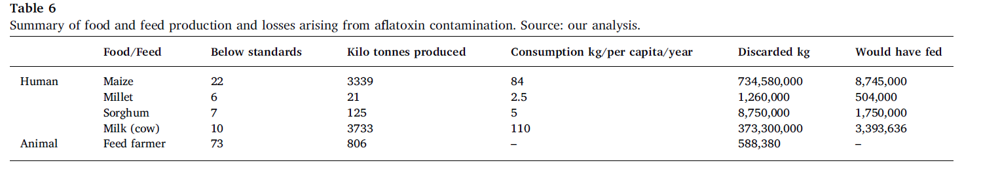 Table 6
Summary of food and feed production and losses arising from aflatoxin contamination. Source: our analysis.
Food/Feed Below standards Kilo tonnes produced Consumption kg/per capita/year Discarded kg Would have fed
Human Maize 22 3339 84 734,580,000 8,745,000
Millet 6 21 2.5 1,260,000 504,000
Sorghum 7 125 5 8,750,000 1,750,000
Milk (cow) 10 3733 110 373,300,000 3,393,636
Animal Feed farmer 73 806 – 588,380 –